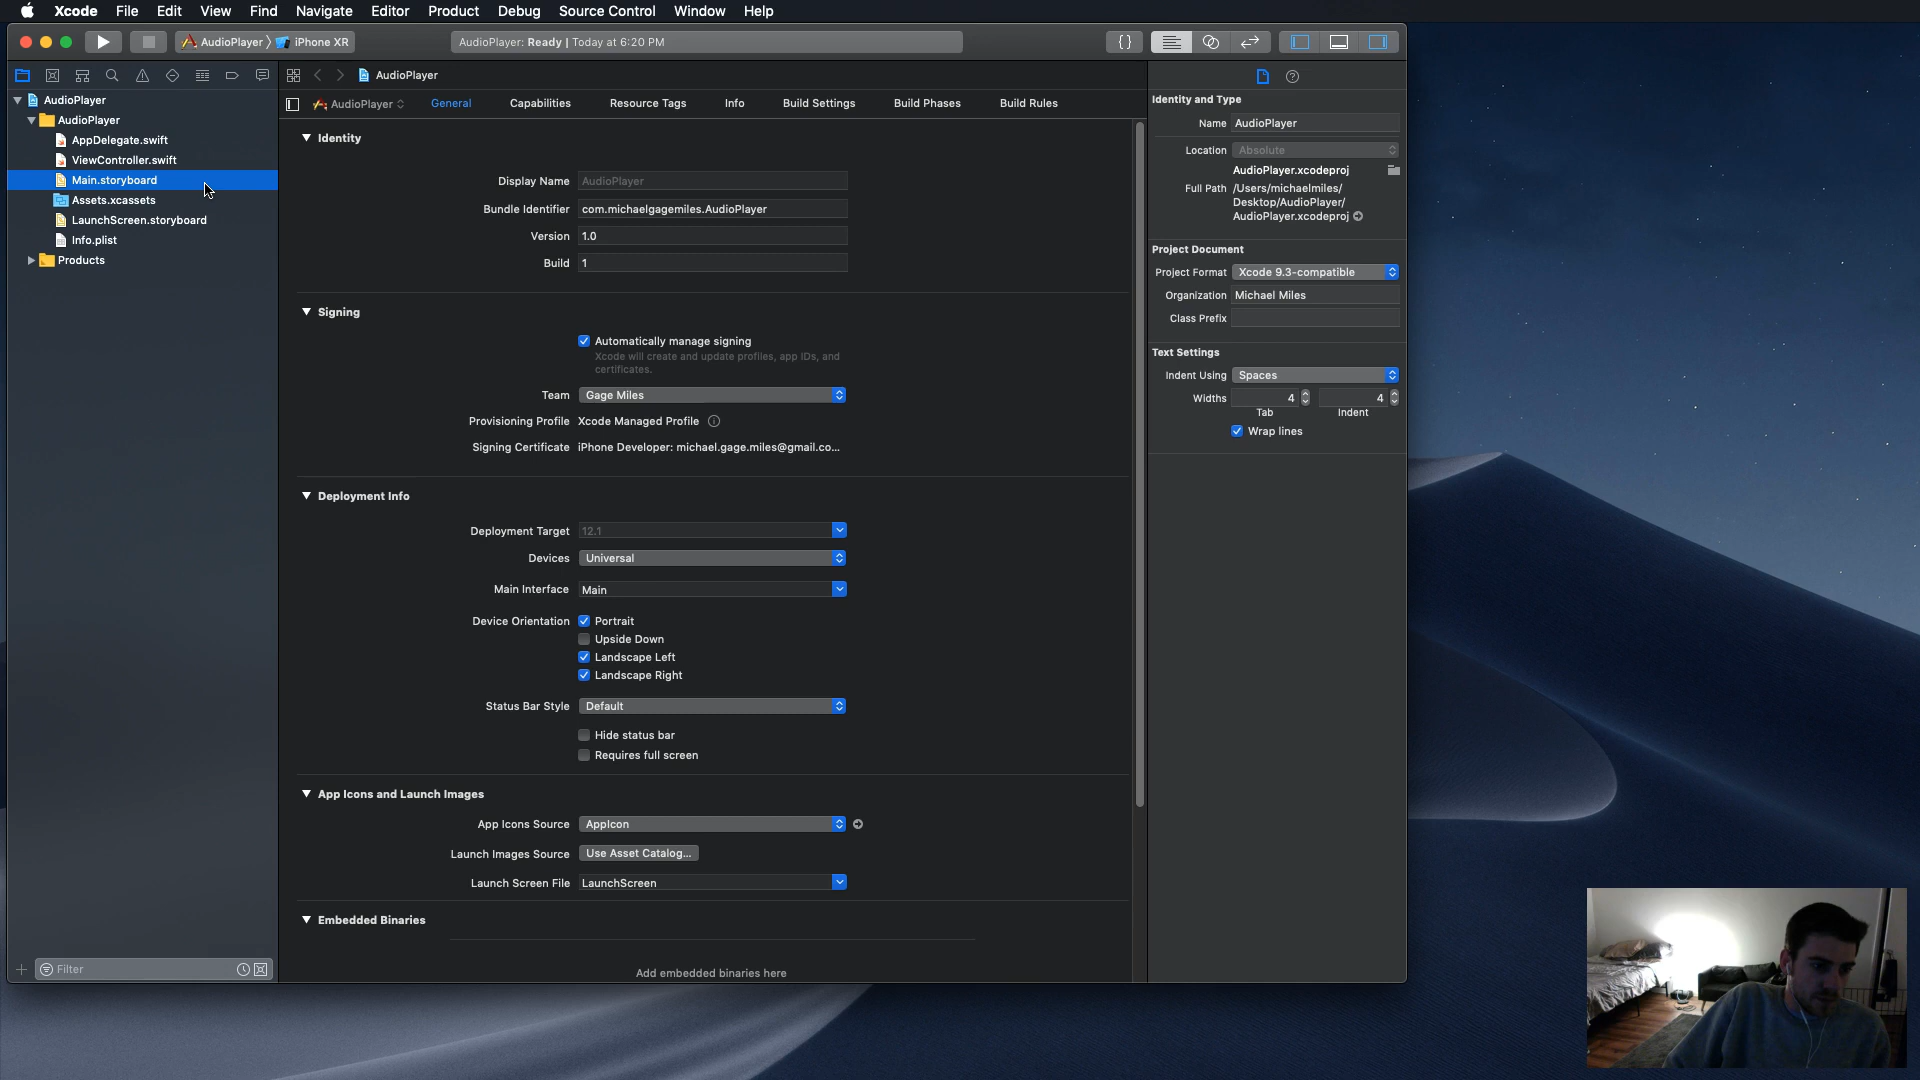 Xcode File Edit View Find Navigate Editor Product Debug Source Control Window Help
AudioPlayer iPhone XR
AudioPlayer: Ready | Today at 6:20 PM
{}
AudioPlayer
AudioPlayer
AppDelegate.swift
ViewController.swift
Main.storyboard
Assets.xcassets
LaunchScreen.storyboard
Info.plist
Products
Filter
AudioPlayer
AudioPlayer General Capabilities Resource Tags Info Build Settings Build Phases Build Rules
Identity
Display Name AudioPlayer
Bundle Identifier com.michaelgagemiles.AudioPlayer
Version 1.0
Build 1
Signing
Automatically manage signing
Xcode will create and update profiles, app IDs, and
certificates.
Team Gage Miles
Provisioning Profile Xcode Managed Profile
Signing Certificate iPhone Developer: michael.gage.miles@gmail.co...
Deployment Info
Deployment Target 12.1
Devices Universal
Main Interface Main
Device Orientation Portrait
Upside Down
Landscape Left
Landscape Right
Status Bar Style Default
Hide status bar
Requires full screen
App Icons and Launch Images
App Icons Source AppIcon
Launch Images Source Use Asset Catalog...
Launch Screen File LaunchScreen
Embedded Binaries
Add embedded binaries here
Identity and Type
Name AudioPlayer
Location Absolute
AudioPlayer.xcodeproj
Full Path /Users/michaelmiles/
Desktop/AudioPlayer/
AudioPlayer.xcodeproj
Project Document
Project Format Xcode 9.3-compatible
Organization Michael Miles
Class Prefix
Text Settings
Indent Using Spaces
Widths 4 4
Tab Indent
Wrap lines